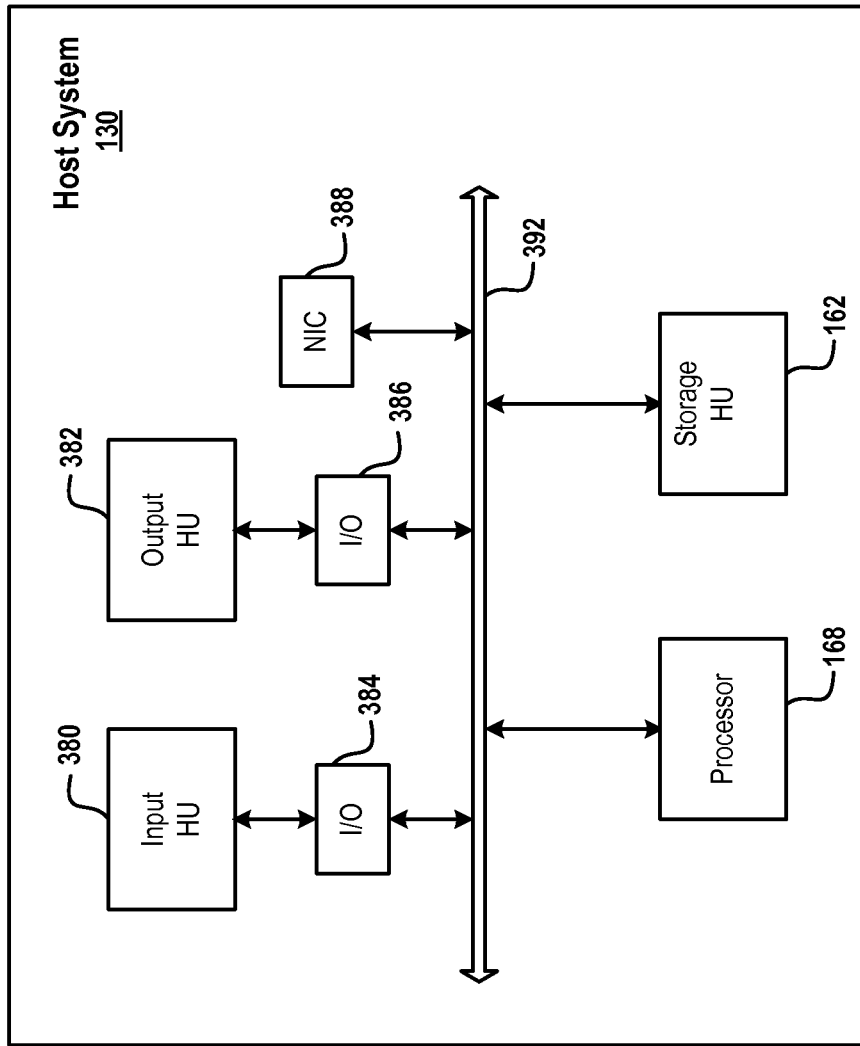 Host System
130
380
382
388
Input
HU
Output
HU
NIC
384
386
I/O
I/O
392
Processor
Storage
HU
168
162